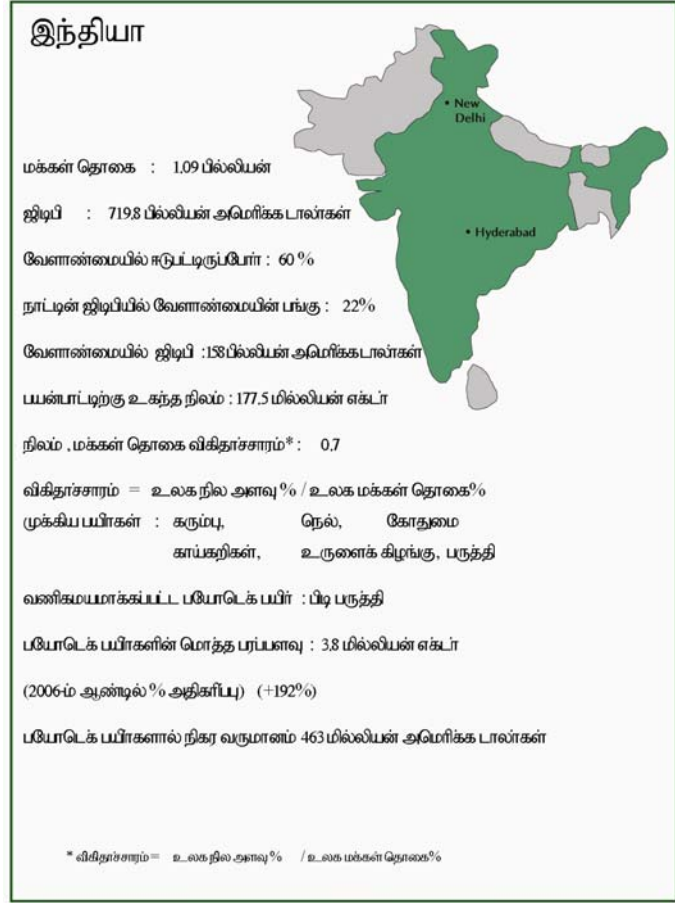 இந்தியா
• New
Delhi
மக்கள் தொகை : 1.09 பில்லியன்
ஜிடிபி : 719.8 பில்லியன் அமெரிக்க டாலர்கள்
• Hyderabad
வேளாண்மையில் ஈடுபட்டிருப்போர் : 60 %
நாட்டின் ஜிடிபியில் வேளாண்மையின் பங்கு : 22%
வேளாண்மையில் ஜிடிபி :158 பில்லியன் அமெரிக்க டாலர்கள்
பயன்பாட்டிற்கு உகந்த நிலம் : 177.5 மில்லியன் எக்டர்
நிலம் , மக்கள் தொகை விகிதாச்சாரம்* : 0.7
விகிதாச்சாரம் = உலக நில அளவு % / உலக மக்கள் தொகை%
முக்கிய பயிர்கள் : கரும்பு, நெல், கோதுமை
காய்கறிகள், உருளைக் கிழங்கு, பருத்தி
வணிகமயமாக்கப்பட்ட பயோடெக் பயிர் : பிடி பருத்தி
பயோடெக் பயிர்களின் மொத்த பரப்பளவு : 3.8 மில்லியன் எக்டர்
(2006-ம் ஆண்டில் % அதிகரிப்பு) (+192%)
பயோடெக் பயிர்களால் நிகர வருமானம் 463 மில்லியன் அமெரிக்க டாலர்கள்
* விகிதாச்சாரம் = உலக நில அளவு % / உலக மக்கள் தொகை%